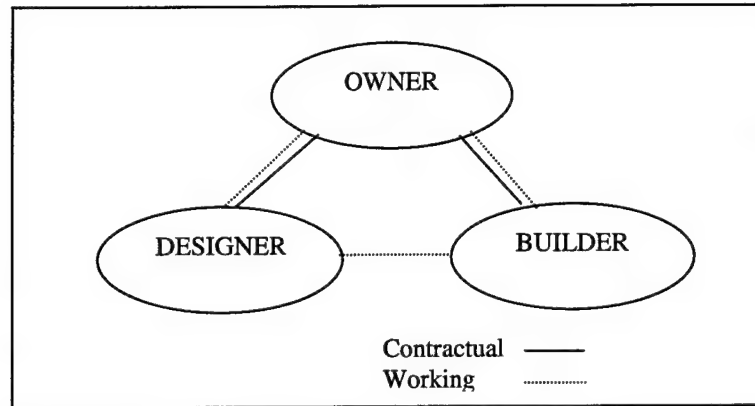 OWNER
DESIGNER
BUILDER
Contractual
Working